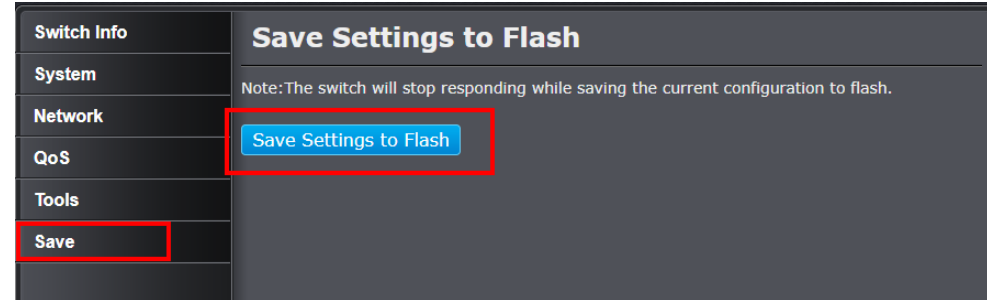 Switch Info
System
Network
QoS
Tools
Save
Save Settings to Flash
Note:The switch will stop responding while saving the current configuration to flash.
Save Settings to Flash